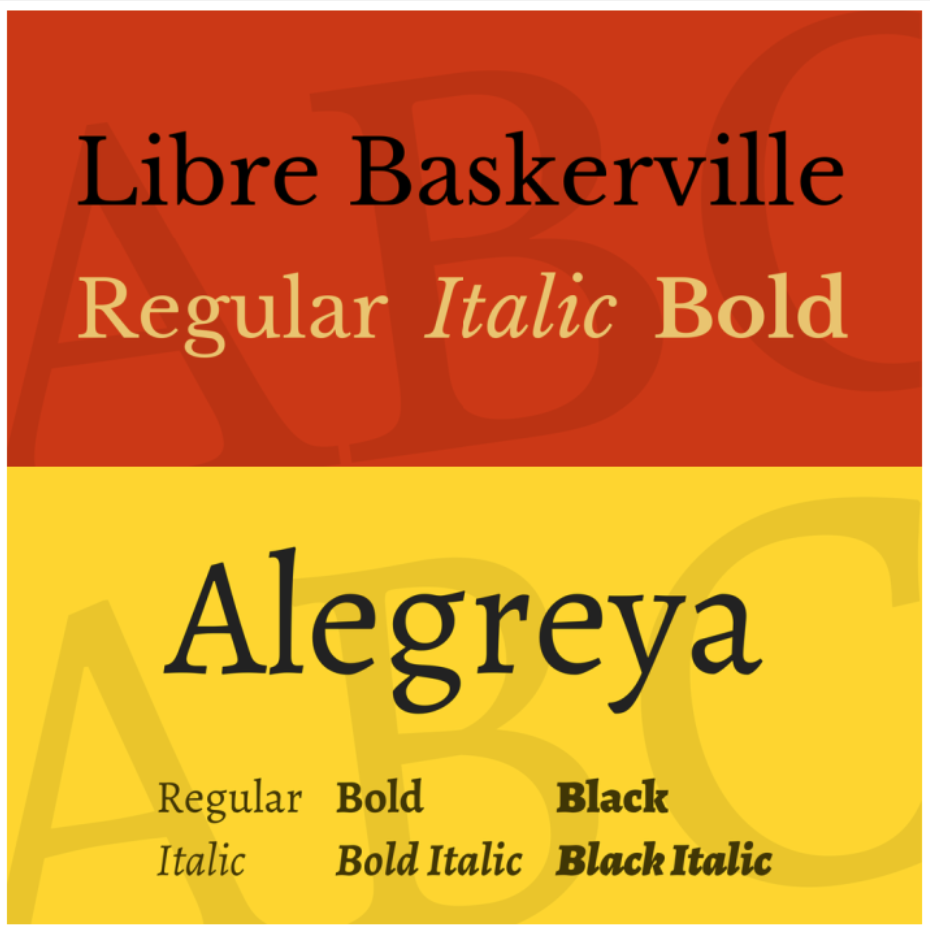 ABC
Libre Baskerville
Regular Italic Bold
ABC
Alegreya
Regular Bold Black
Italic Bold Italic Black Italic